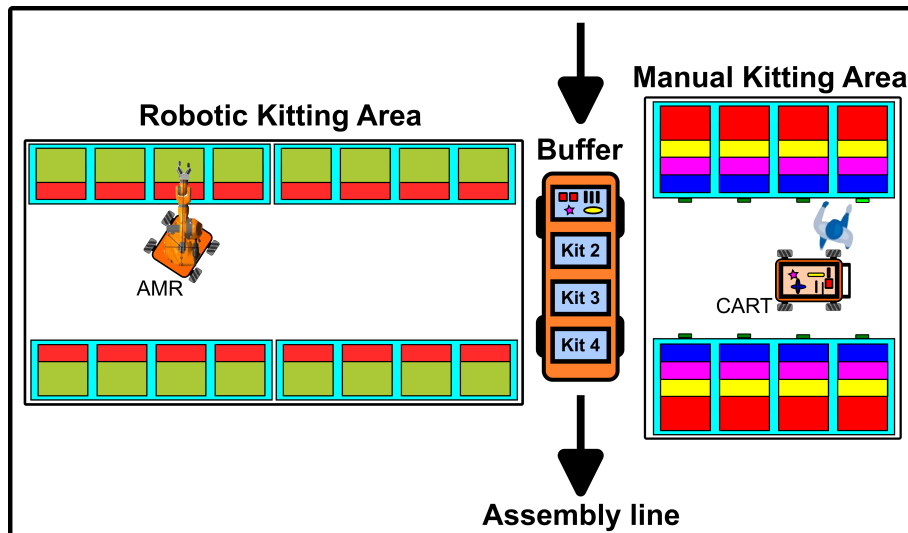 Manual Kitting Area
Robotic Kitting Area
Buffer
Kit 2
Kit 3
Kit 4
AMR
CART
Assembly line